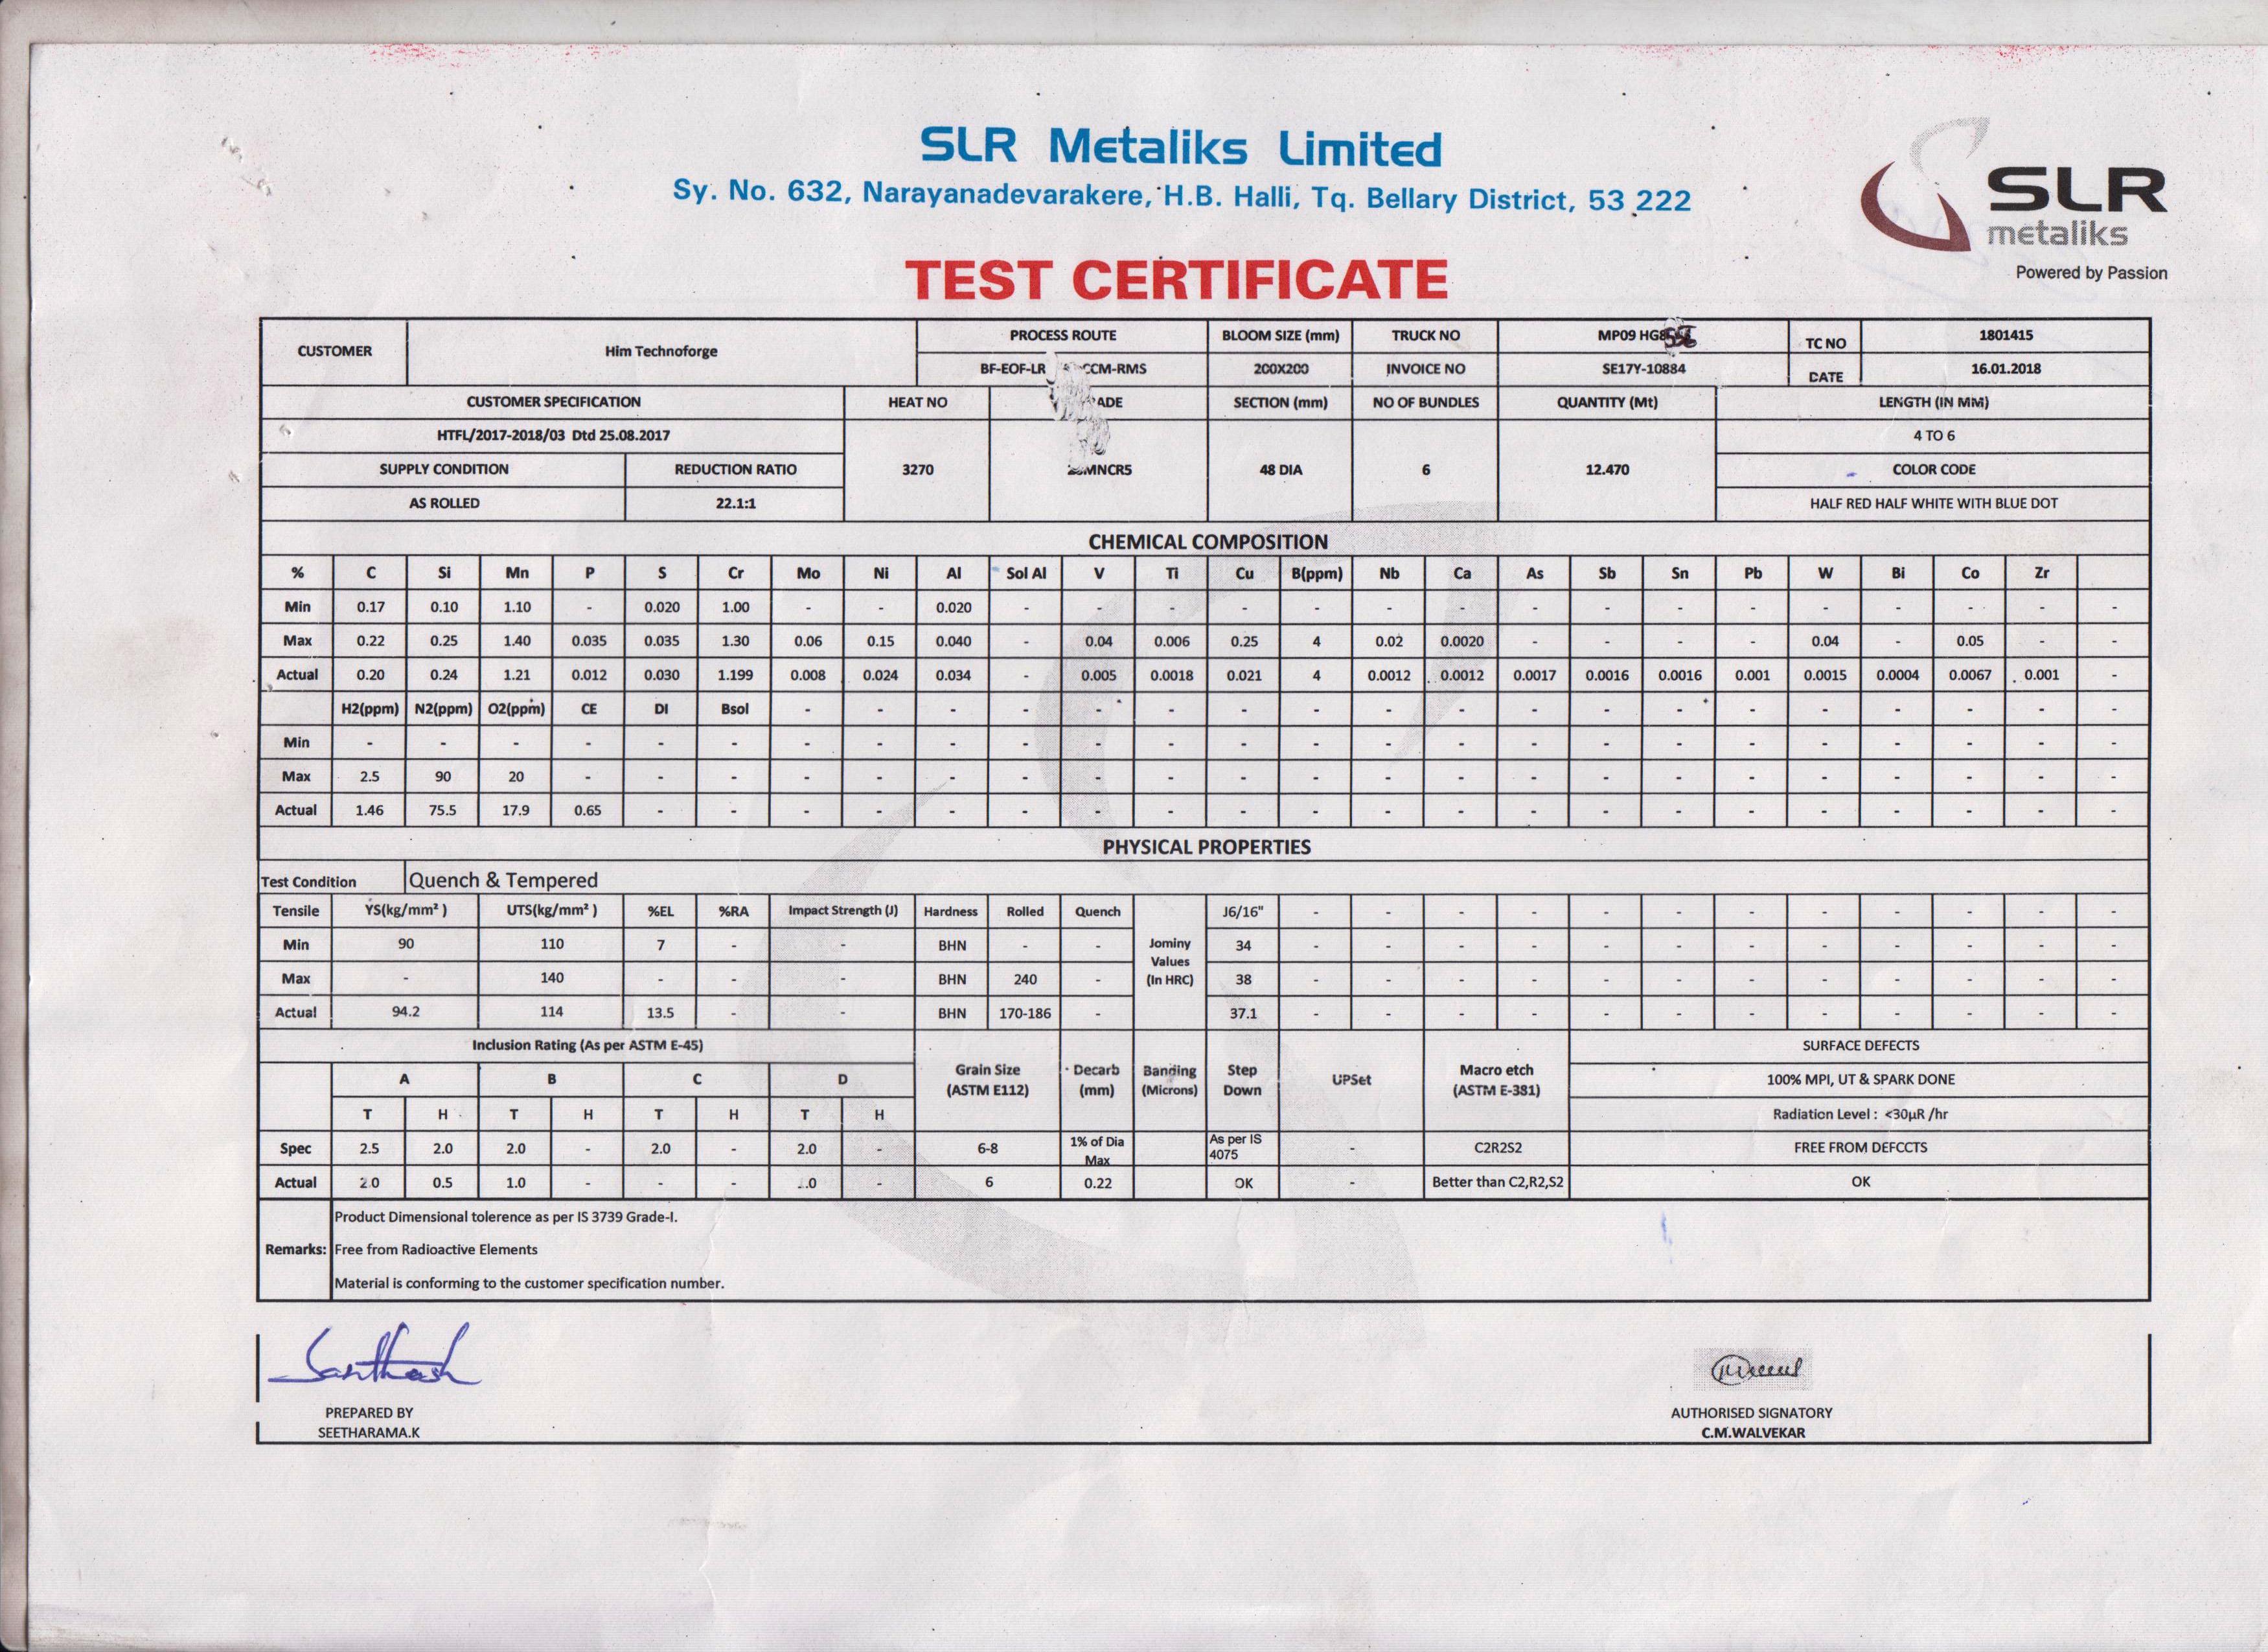 SLR Metaliks Limited
Sy. No. 632, Narayanadevarakere, H.B. Halli, Tq. Bellary District, 53 222
SLR
metaliks
Powered by Passion
TEST CERTIFICATE
CUSTOMER Him Technoforge PROCESS ROUTE BLOOM SIZE (mm) TRUCK NO MP09 TC NO 1801415
BF-EOF-LR CCM-RMS 200X200 INVOICE NO SE17Y-10884 DATE 16.01.2018
CUSTOMER SPECIFICATION HEAT NO SECTION (mm) NO OF BUNDLES QUANTITY (Mt) LENGTH (IN MM)
HTFL/2017-2018/03 Dtd 25.08.2017 4 TO 6
SUPPLY CONDITION REDUCTION RATIO 3270 48 DIA 6 12.470 COLOR CODE
AS ROLLED 22.1:1 HALF RED HALF WHITE WITH BLUE DOT
CHEMICAL COMPOSITION
% C Si Mn P S Cr Mo Ni Al Sol Al V Ti Cu B(ppm) Nb Ca As Sb Sn Pb W Bi Co Zr
Min 0.17 0.10 1.10 - 0.020 1.00 - - 0.020 - - - - - - - - - - - - - - - -
Max 0.22 0.25 1.40 0.035 0.035 1.30 0.06 0.15 0.040 - 0.04 0.006 0.25 4 0.02 0.0020 - - - - 0.04 - 0.05 - -
Actual 0.20 0.24 1.21 0.012 0.030 1.199 0.008 0.024 0.034 - 0.005 0.0018 0.021 4 0.0012 0.0012 0.0017 0.0016 0.0016 0.001 0.0015 0.0004 0.0067 0.001 -
H2(ppm) N2(ppm) O2(ppm) CE DI Bsol - - - - - - - - - - - - - - - - - - -
Min - - - - - - - - - - - - - - - - - - - - - - - - -
Max 2.5 90 20 - - - - - - - - - - - - - - - - - - - - - -
Actual 1.46 75.5 17.9 0.65 - - - - - - - - - - - - - - - - - - - - -
PHYSICAL PROPERTIES
Test Condition Quench & Tempered
Tensile YS(kg/mm²) UTS(kg/mm²) %EL %RA Impact Strength (J) Hardness Rolled Quench J6/16" - - - - - - - - - - - -
Min 90 110 7 - - BHN - - Jominy 34 - - - - - - - - - - - -
Values
Max - 140 - - - BHN 240 - (In HRC) 38 - - - - - - - - - - - -
Actual 94.2 114 13.5 - - BHN 170-186 - 37.1 - - - - - - - - - - - -
Inclusion Rating (As per ASTM E-45) SURFACE DEFECTS
A B C D Grain Size (ASTM E112) Decarb (mm) Banding (Microns) Step Down UPSet Macro etch (ASTM E-381) 100% MPI, UT & SPARK DONE
T H T H T H T H Radiation Level : <30µR /hr
Spec 2.5 2.0 2.0 - 2.0 - 2.0 - 6-8 1% of Dia Max As per IS 4075 - C2R2S2 FREE FROM DEFCCTS
Actual 2.0 0.5 1.0 - - - - 6 0.22 OK - Better than C2,R2,S2 OK
Product Dimensional tolerence as per IS 3739 Grade-I.
Remarks: Free from Radioactive Elements
Material is conforming to the customer specification number.
Santhosh
PREPARED BY
SEETHARAMA.K
AUTHORISED SIGNATORY
C.M.WALVEKAR